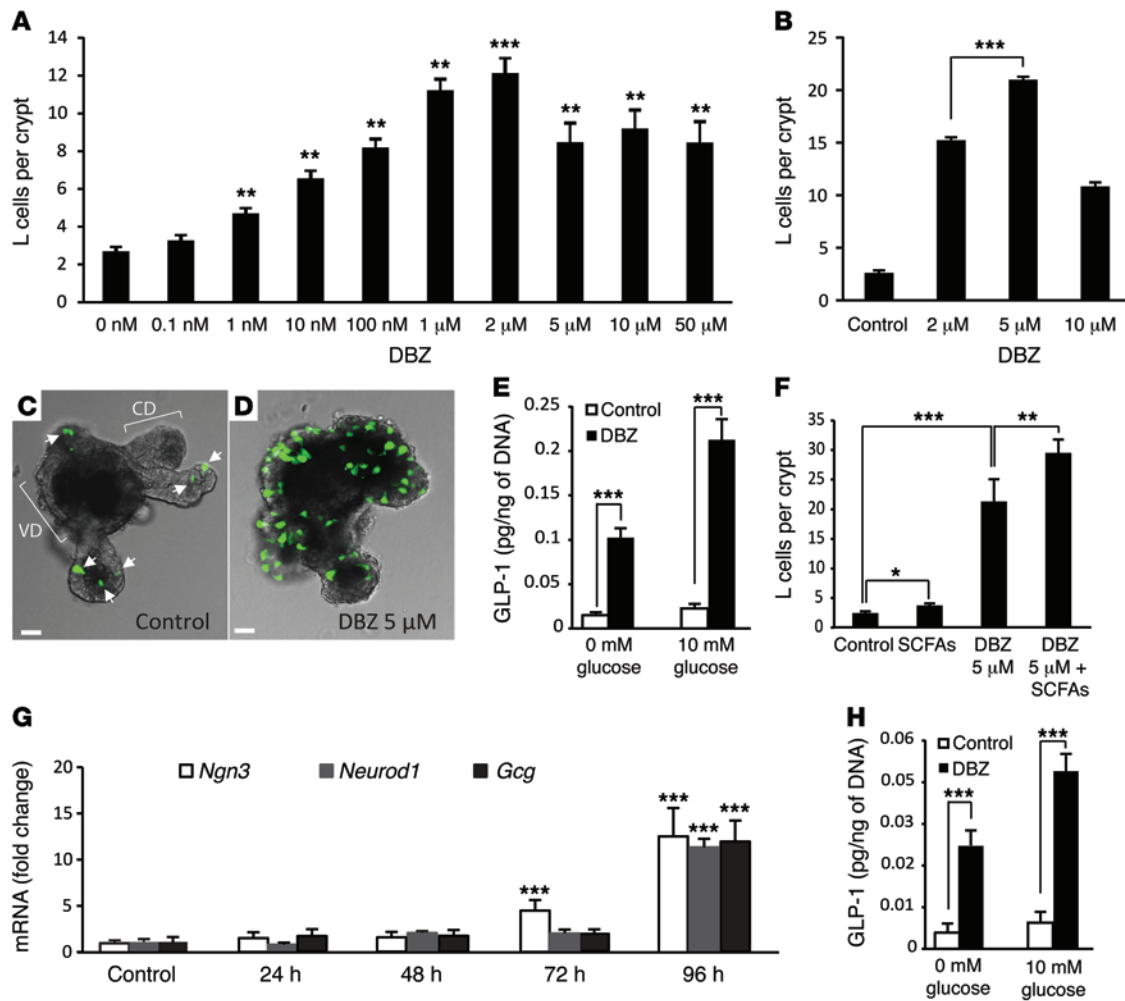 A
14
12
10
8
6
4
2
0
L cells per crypt
**
**
**
**
***
**
**
**
0 nM 0.1 nM 1 nM 10 nM 100 nM 1 μM 2 μM 5 μM 10 μM 50 μM
DBZ
B
25
20
15
10
5
0
L cells per crypt
***
Control 2 μM 5 μM 10 μM
DBZ
C
CD
VD
Control
D
DBZ 5 μM
E
GLP-1 (pg/ng of DNA)
0.25
0.2
0.15
0.1
0.05
0
Control
DBZ
***
***
0 mM
glucose
10 mM
glucose
F
L cells per crypt
35
30
25
20
15
10
5
0
***
**
*
Control SCFAs
DBZ
5 μM
DBZ
5 μM +
SCFAs
G
mRNA (fold change)
20
15
10
5
0
Ngn3 Neurod1 Gcg
***
***
***
***
Control 24 h 48 h 72 h 96 h
H
GLP-1 (pg/ng of DNA)
0.06
0.04
0.03
0.01
0
Control
DBZ
***
***
0 mM
glucose
10 mM
glucose